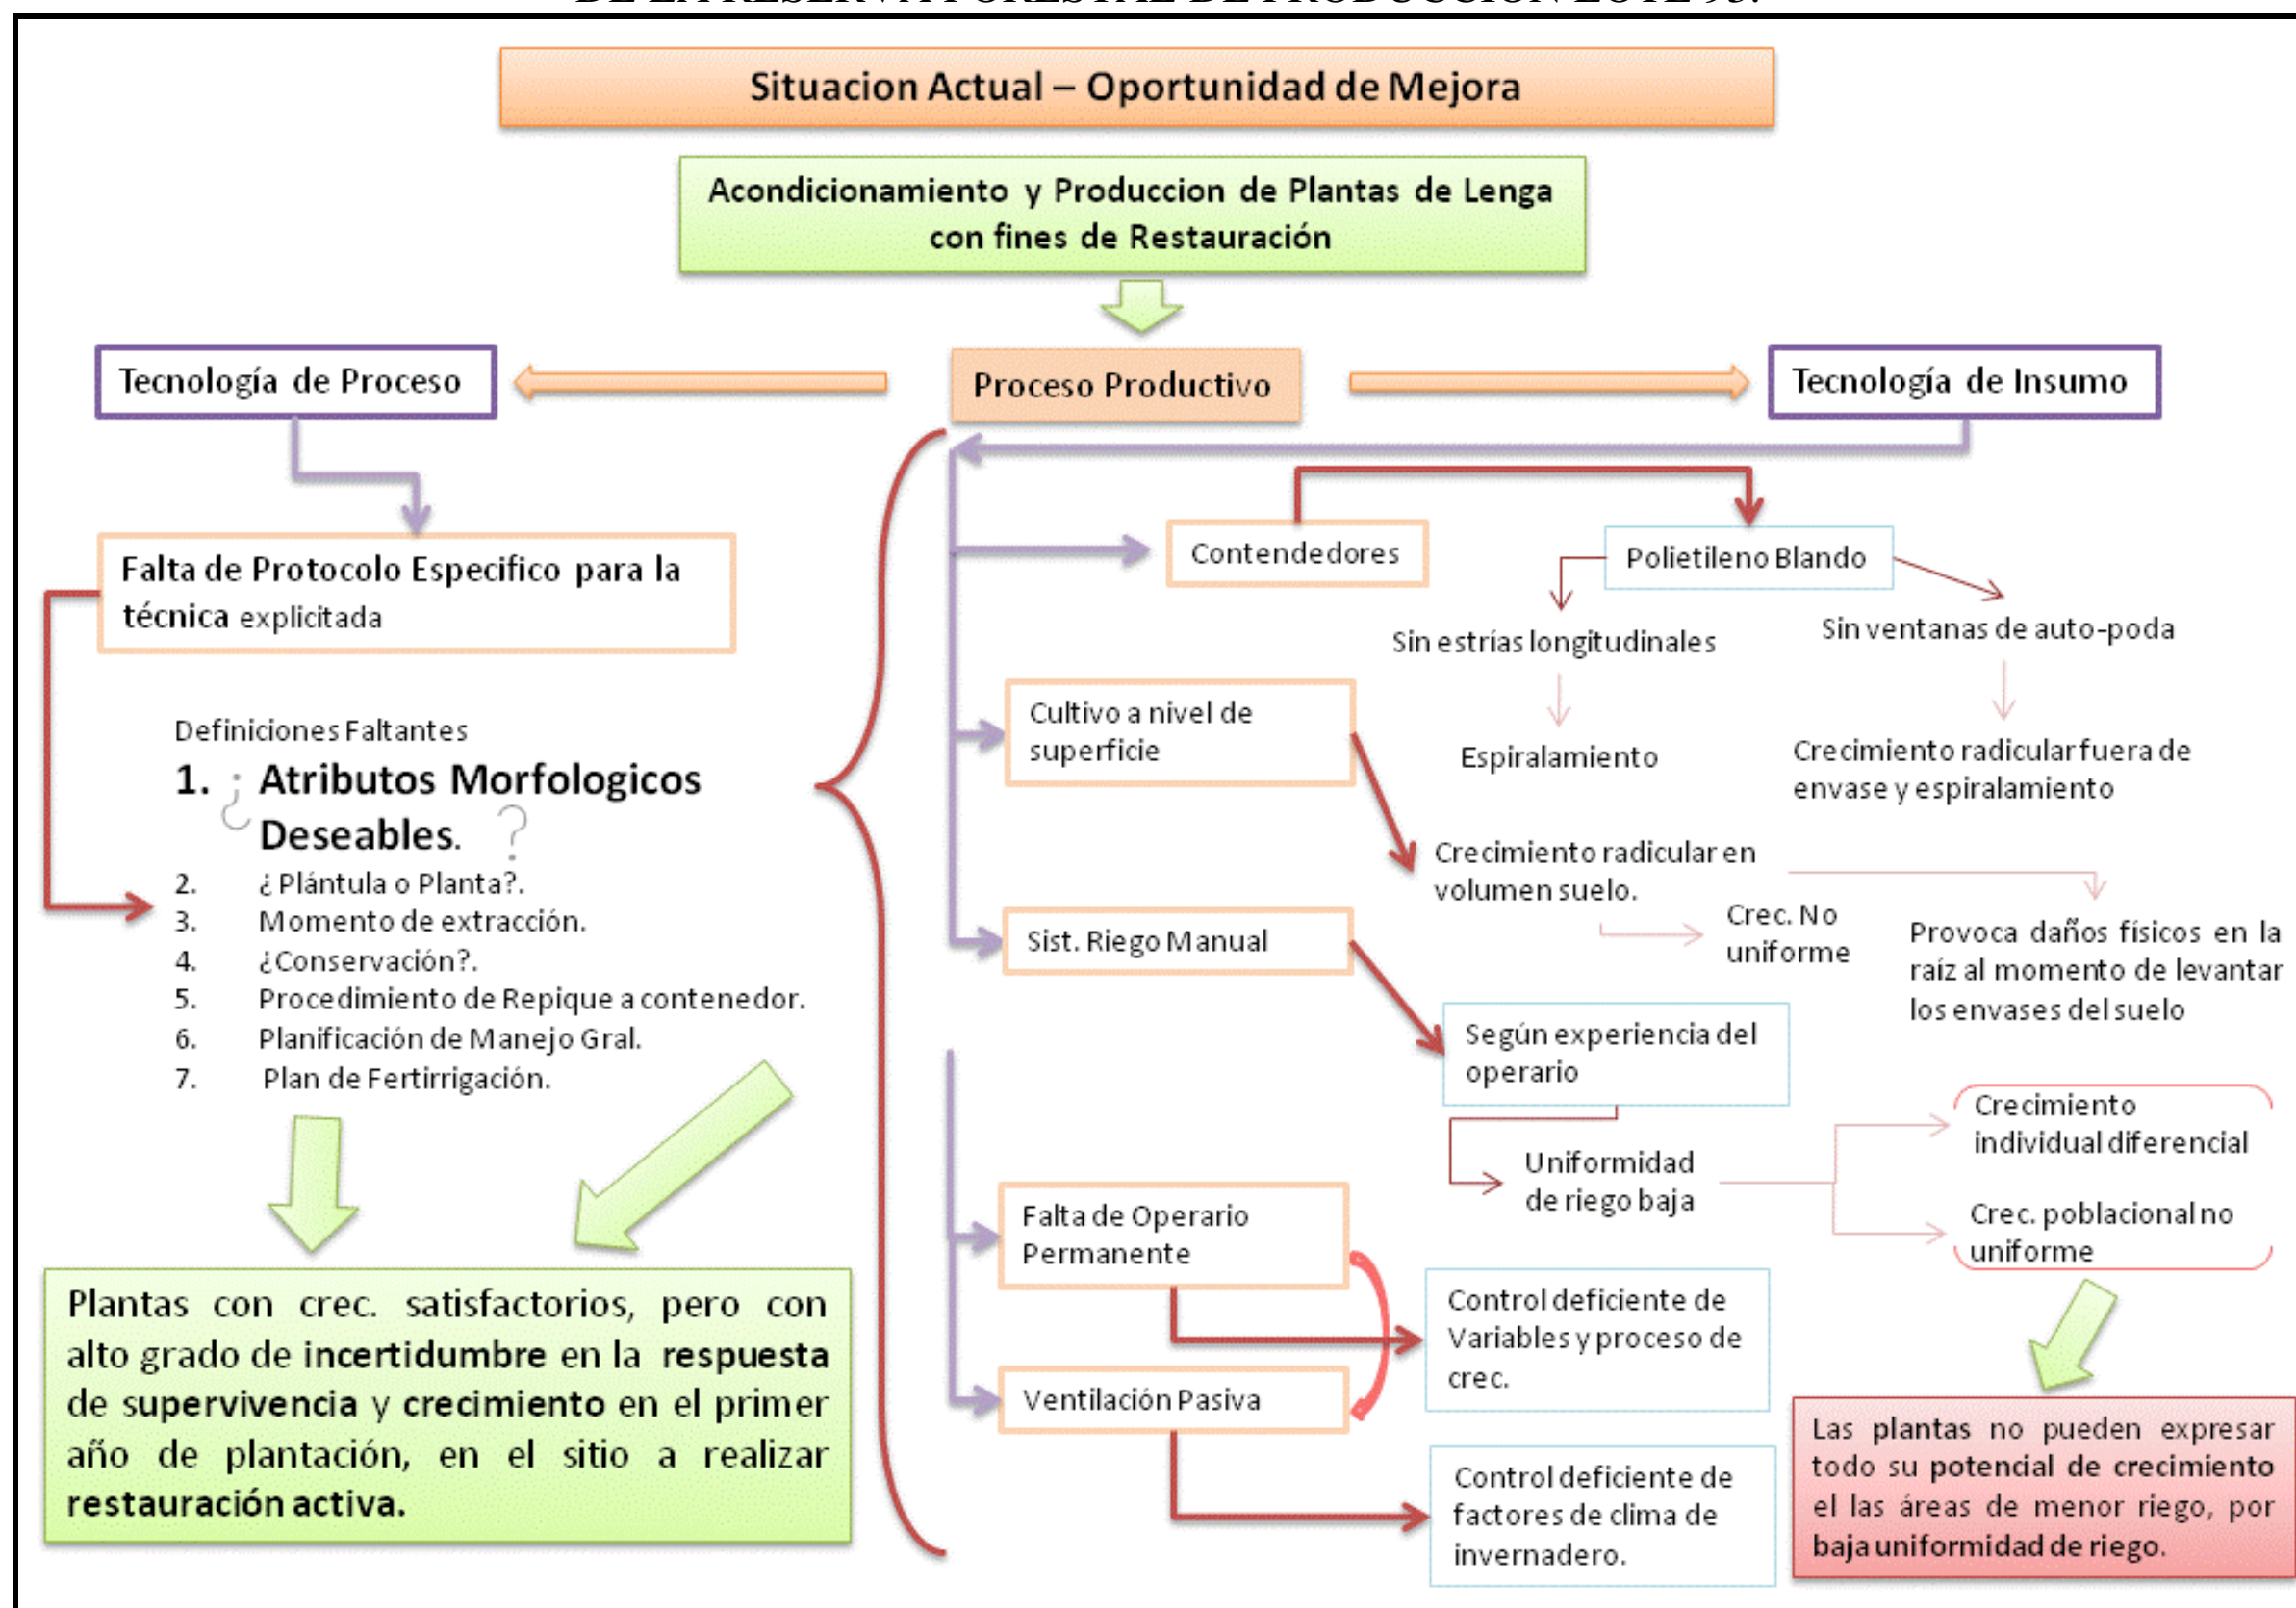 DE LA RESERVA FORESTAL DE PRODUCCION LOTE 93.
Situacion Actual – Oportunidad de Mejora
Acondicionamiento y Produccion de Plantas de Lenga
con fines de Restauración
Tecnología de Proceso
Proceso Productivo
Tecnología de Insumo
Falta de Protocolo Especifico para la
técnica explicitada
Definiciones Faltantes
1. ¿ Atributos Morfologicos
Deseables. ?
2. ¿ Plántula o Planta?.
3. Momento de extracción.
4. ¿Conservación?.
5. Procedimiento de Repique a contenedor.
6. Planificación de Manejo Gral.
7. Plan de Fertirrigación.
Plantas con crec. satisfactorios, pero con
alto grado de incertidumbre en la respuesta
de supervivencia y crecimiento en el primer
año de plantación, en el sitio a realizar
restauración activa.
Contendedores
Polietileno Blando
Sin estrías longitudinales
Sin ventanas de auto-poda
Espiralamiento
Crecimiento radicular fuera de
envase y espiralamiento
Cultivo a nivel de
superficie
Crecimiento radicular en
volumen suelo.
Crec. No
uniforme
Provoca daños físicos en la
raíz al momento de levantar
los envases del suelo
Sist. Riego Manual
Según experiencia del
operario
Uniformidad
de riego baja
Crecimiento
individual diferencial
Crec. poblacional no
uniforme
Falta de Operario
Permanente
Control deficiente de
Variables y proceso de
crec.
Ventilación Pasiva
Control deficiente de
factores de clima de
invernadero.
Las plantas no pueden expresar
todo su potencial de crecimiento
el las áreas de menor riego, por
baja uniformidad de riego.